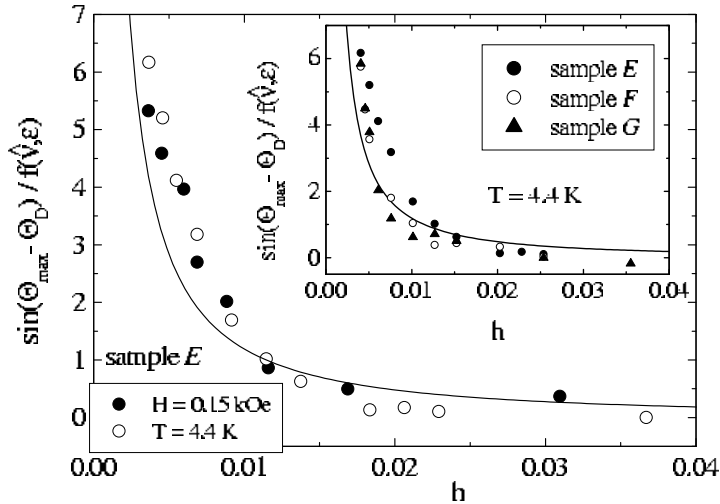 7
6
5
4
3
2
1
0
sin(Θmax - ΘD) / f(ν̂,ε)
sample E
H = 0.15 kOe
T = 4.4 K
0.00
0.01
0.02
0.03
0.04
h
6
4
2
0
sin(Θmax - ΘD) / f(ν̂,ε)
sample E
sample F
sample G
T = 4.4 K
0.00
0.01
0.02
0.03
0.04
h